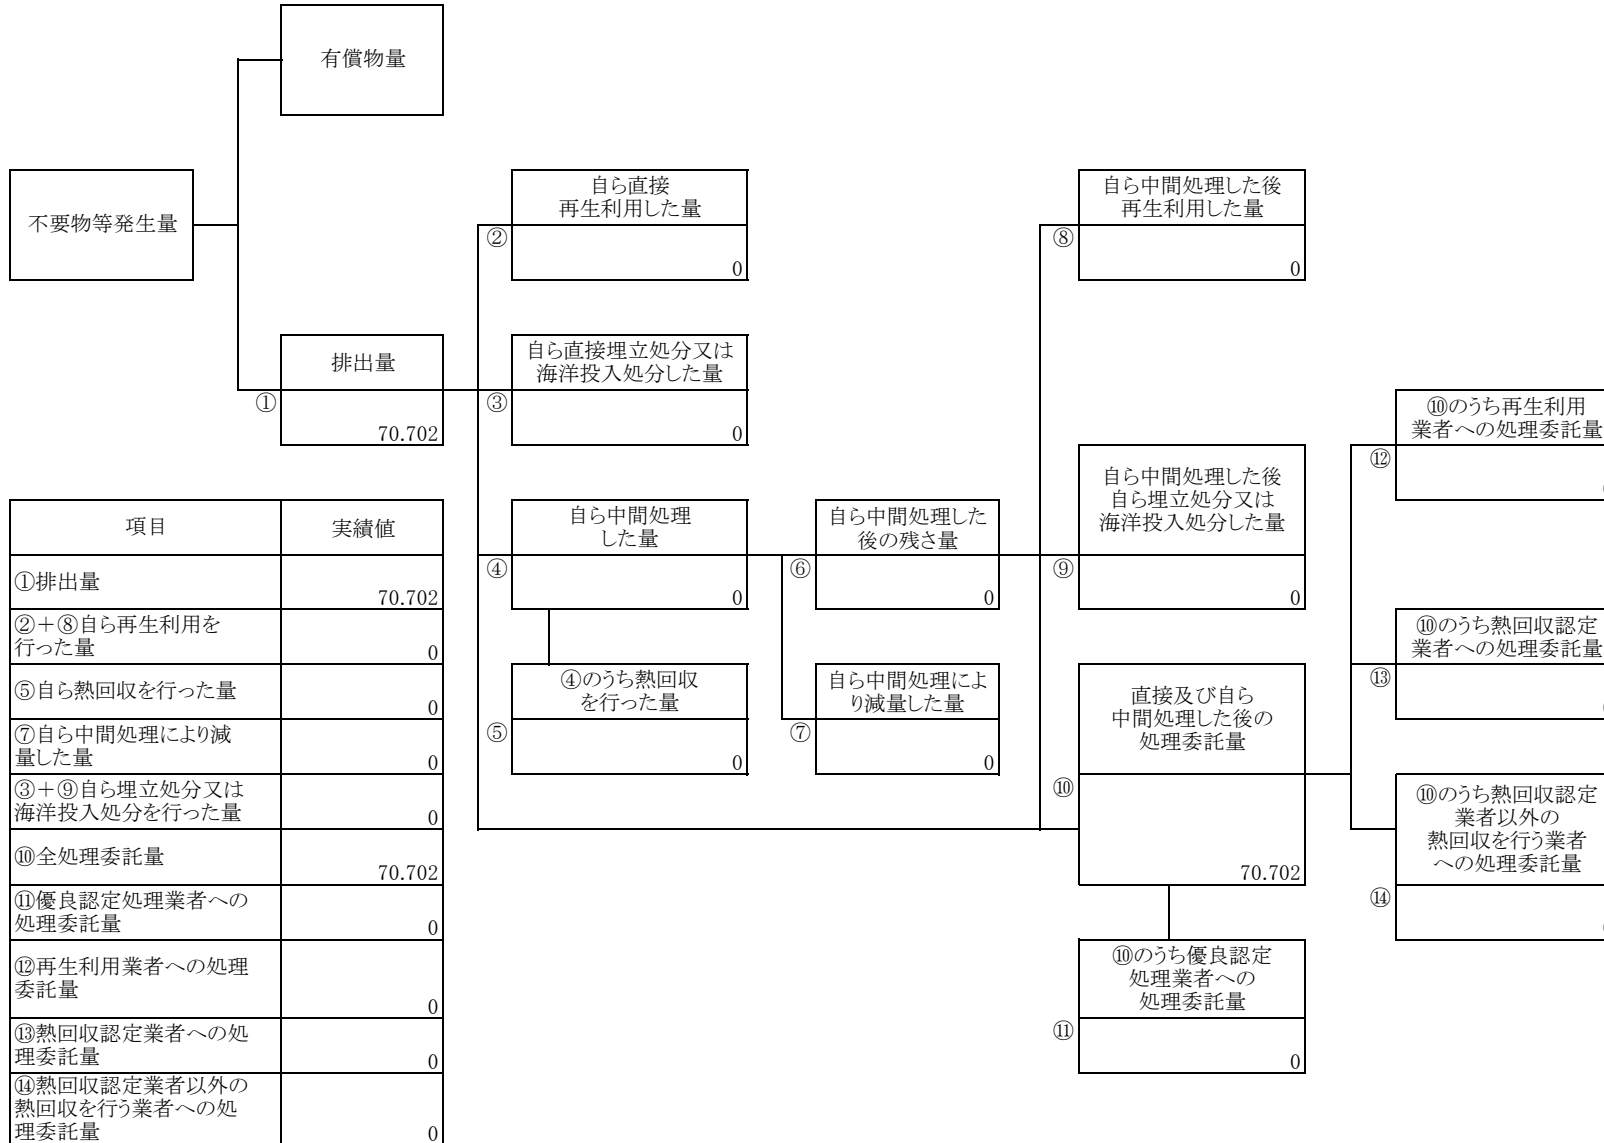 有償物量
不要物等発生量
自ら直接
再生利用した量
②
0
自ら中間処理した後
再生利用した量
⑧
0
排出量
①
70.702
自ら直接埋立処分又は
海洋投入処分した量
③
0
⑩のうち再生利用
業者への処理委託量
⑫
自ら中間処理した後
自ら埋立処分又は
海洋投入処分した量
⑨
0
自ら中間処理
した量
④
0
自ら中間処理した
後の残さ量
⑥
0
⑩のうち熱回収認定
業者への処理委託量
⑬
④のうち熱回収
を行った量
⑤
0
自ら中間処理によ
り減量した量
⑦
0
直接及び自ら
中間処理した後の
処理委託量
⑩
70.702
⑩のうち熱回収認定
業者以外の
熱回収を行う業者
への処理委託量
⑭
⑩のうち優良認定
処理業者への
処理委託量
⑪
0
項目 実績値
①排出量
70.702
②+⑧自ら再生利用を
行った量
0
⑤自ら熱回収を行った量
0
⑦自ら中間処理により減
量した量
0
③+⑨自ら埋立処分又は
海洋投入処分を行った量
0
⑩全処理委託量
70.702
⑪優良認定処理業者への
処理委託量
0
⑫再生利用業者への処理
委託量
0
⑬熱回収認定業者への処
理委託量
0
⑭熱回収認定業者以外の
熱回収を行う業者への処
理委託量
0